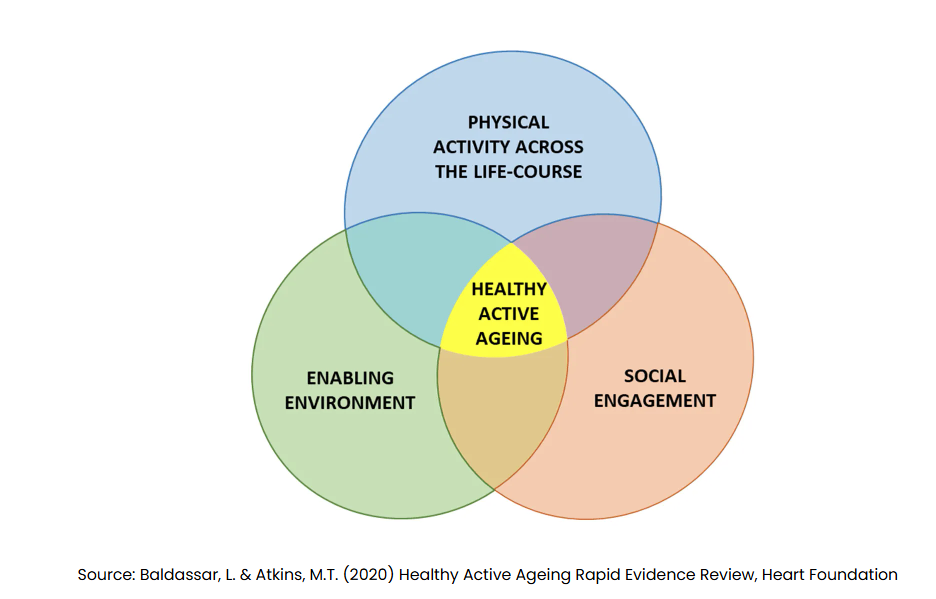 PHYSICAL
ACTIVITY ACROSS
THE LIFE-COURSE
HEALTHY
ACTIVE
AGEING
ENABLING
ENVIRONMENT
SOCIAL
ENGAGEMENT
Source: Baldassar, L. & Atkins, M.T. (2020) Healthy Active Ageing Rapid Evidence Review, Heart Foundation